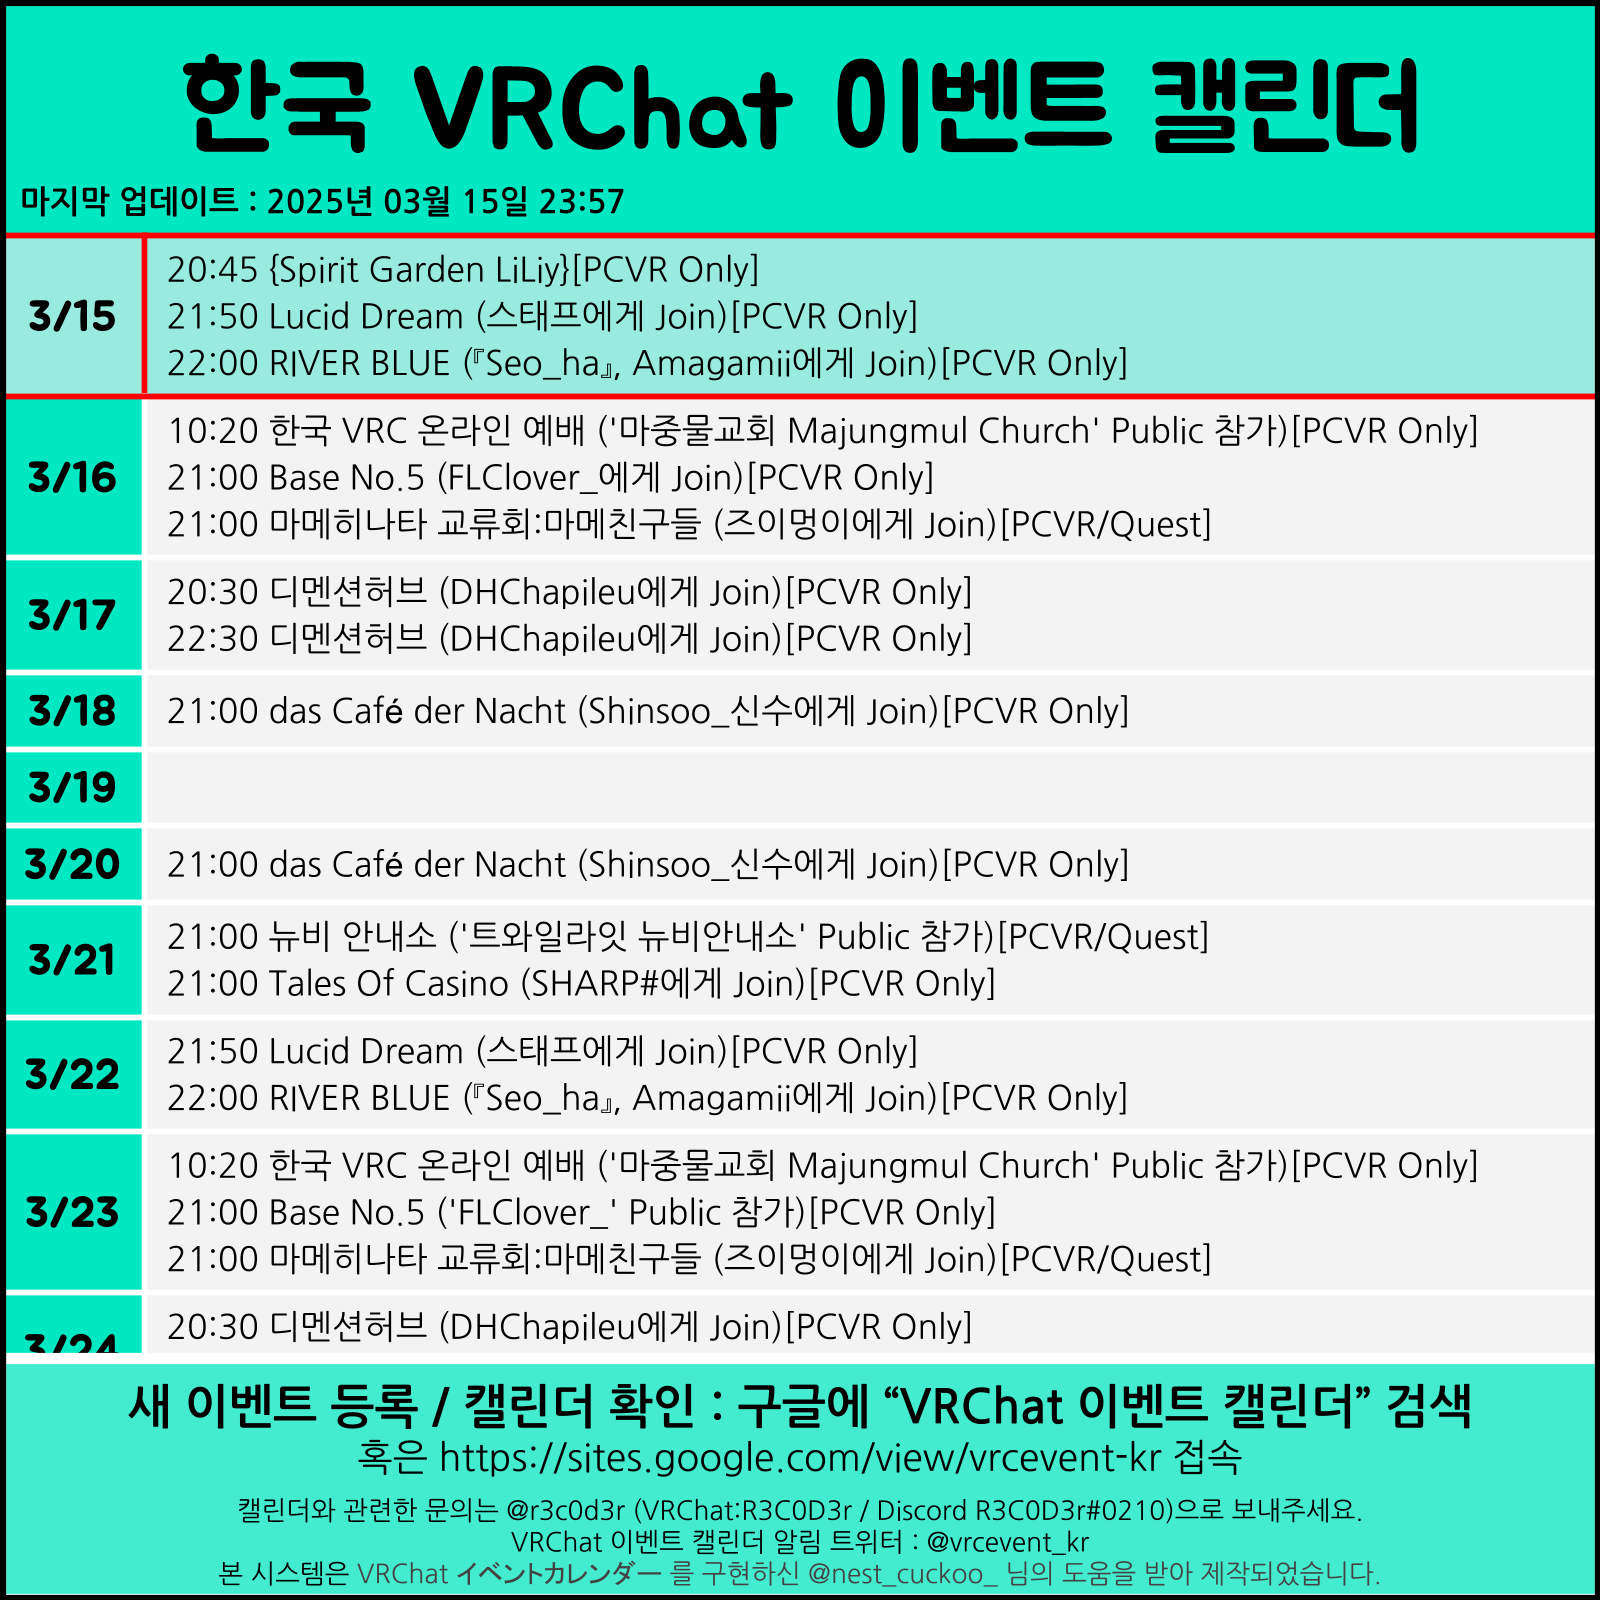 한국 VRChat 이벤트 캘린더
마지막 업데이트 : 2025년 03월 15일 23:57
3/15
20:45 {Spirit Garden LiLiy}[PCVR Only]
21:50 Lucid Dream (스태프에게 Join)[PCVR Only]
22:00 RIVER BLUE (『Seo_ha』, Amagamii에게 Join)[PCVR Only]
3/16
10:20 한국 VRC 온라인 예배 ('마중물교회 Majungmul Church' Public 참가)[PCVR Only]
21:00 Base No.5 (FLClover_에게 Join)[PCVR Only]
21:00 마메히나타 교류회:마메친구들 (즈이멍이에게 Join)[PCVR/Quest]
3/17
20:30 디멘션허브 (DHChapileu에게 Join)[PCVR Only]
22:30 디멘션허브 (DHChapileu에게 Join)[PCVR Only]
3/18
21:00 das Café der Nacht (Shinsoo_신수에게 Join)[PCVR Only]
3/19
3/20
21:00 das Café der Nacht (Shinsoo_신수에게 Join)[PCVR Only]
3/21
21:00 뉴비 안내소 ('트와일라잇 뉴비안내소' Public 참가)[PCVR/Quest]
21:00 Tales Of Casino (SHARP#에게 Join)[PCVR Only]
3/22
21:50 Lucid Dream (스태프에게 Join)[PCVR Only]
22:00 RIVER BLUE (『Seo_ha』, Amagamii에게 Join)[PCVR Only]
3/23
10:20 한국 VRC 온라인 예배 ('마중물교회 Majungmul Church' Public 참가)[PCVR Only]
21:00 Base No.5 ('FLClover_' Public 참가)[PCVR Only]
21:00 마메히나타 교류회:마메친구들 (즈이멍이에게 Join)[PCVR/Quest]
3/24
20:30 디멘션허브 (DHChapileu에게 Join)[PCVR Only]
새 이벤트 등록 / 캘린더 확인 : 구글에 “VRChat 이벤트 캘린더” 검색
혹은 https://sites.google.com/view/vrcevent-kr 접속
캘린더와 관련한 문의는 @r3c0d3r (VRChat:R3C0D3r / Discord R3C0D3r#0210)으로 보내주세요.
VRChat 이벤트 캘린더 알림 트위터 : @vrcevent_kr
본 시스템은 VRChat イベントカレンダー 를 구현하신 @nest_cuckoo_ 님의 도움을 받아 제작되었습니다.